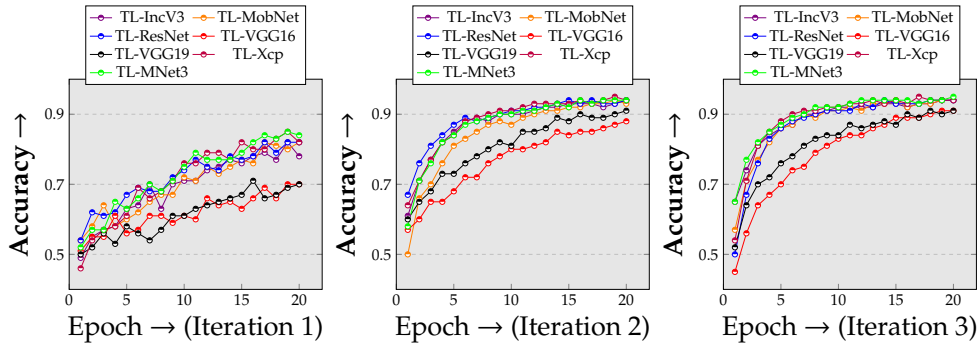 TL-IncV3 TL-MobNet
TL-ResNet TL-VGG16
TL-VGG19 TL-Xcp
TL-MNet3
0.9
0.7
0.5
Accuracy →
0 5 10 15 20
Epoch → (Iteration 1)
TL-IncV3 TL-MobNet
TL-ResNet TL-VGG16
TL-VGG19 TL-Xcp
TL-MNet3
0.9
0.7
0.5
Accuracy →
0 5 10 15 20
Epoch → (Iteration 2)
TL-IncV3 TL-MobNet
TL-ResNet TL-VGG16
TL-VGG19 TL-Xcp
TL-MNet3
0.9
0.7
0.5
Accuracy →
0 5 10 15 20
Epoch → (Iteration 3)